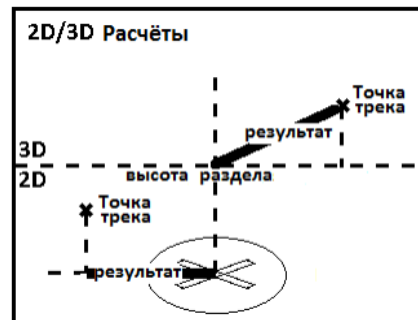 2D/3D Расчёты
Точка
трека
результат
3D
высота раздела
2D
Точка
трека
результат